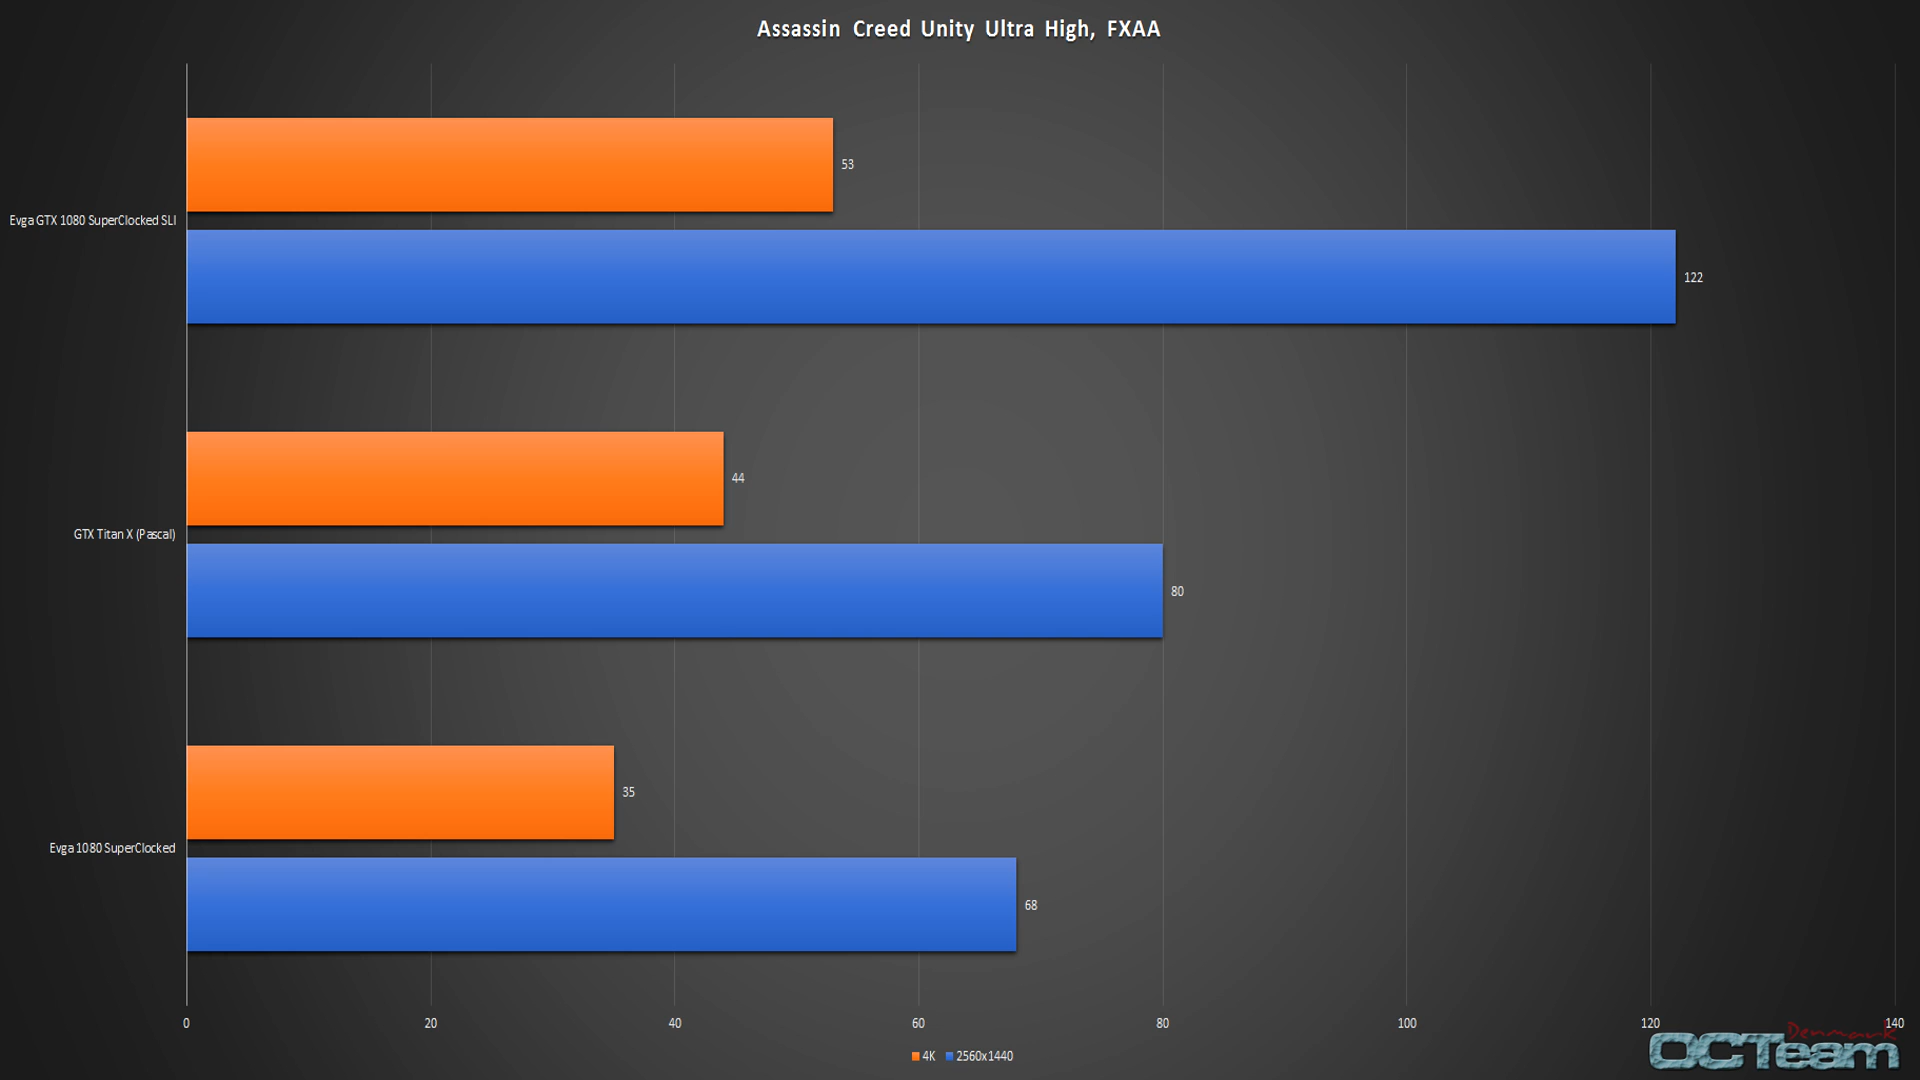 Assassin Creed Unity Ultra High, FXAA
53
Evga GTX 1080 SuperClocked SLI
122
44
GTX Titan X (Pascal)
80
35
Evga 1080 SuperClocked
68
0 20 40 60 80 100 120 140
4K 2560x1440
Denmark
OCTeam